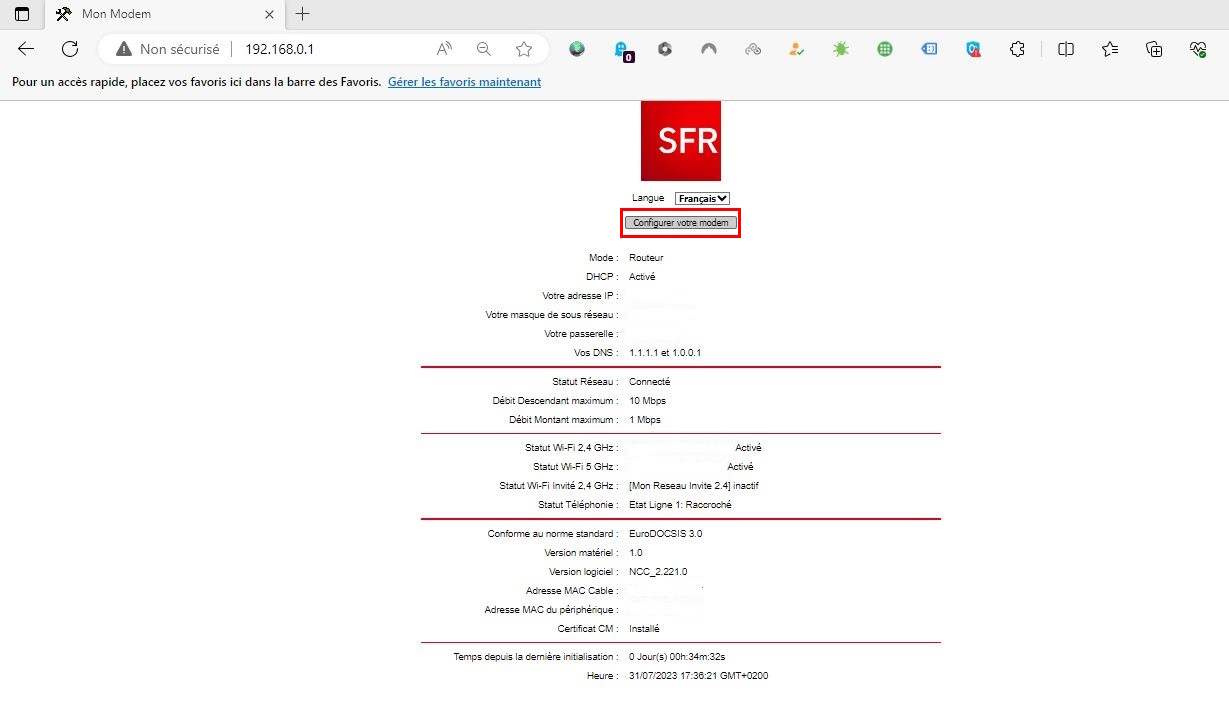 Mon Modem
Non sécurisé 192.168.0.1
0
Pour un accès rapide, placez vos favoris ici dans la barre des Favoris. Gérer les favoris maintenant
SFR
Langue Français
Configurer votre modem
Mode : Routeur
DHCP : Activé
Votre adresse IP :
Votre masque de sous réseau :
Votre passerelle :
Vos DNS : 1.1.1.1 et 1.0.0.1
Statut Réseau : Connecté
Débit Descendant maximum : 10 Mbps
Débit Montant maximum : 1 Mbps
Statut Wi-Fi 2,4 GHz : Activé
Statut Wi-Fi 5 GHz : Activé
Statut Wi-Fi Invité 2,4 GHz : [Mon Reseau Invite 2.4] inactif
Statut Téléphonie : Etat Ligne 1: Raccroché
Conforme au norme standard : EuroDOCSIS 3.0
Version matériel : 1.0
Version logiciel : NCC_2.221.0
Adresse MAC Cable :
Adresse MAC du périphérique :
Certificat CM : Installé
Temps depuis la dernière initialisation : 0 Jour(s) 00h:34m:32s
Heure : 31/07/2023 17:36:21 GMT+0200